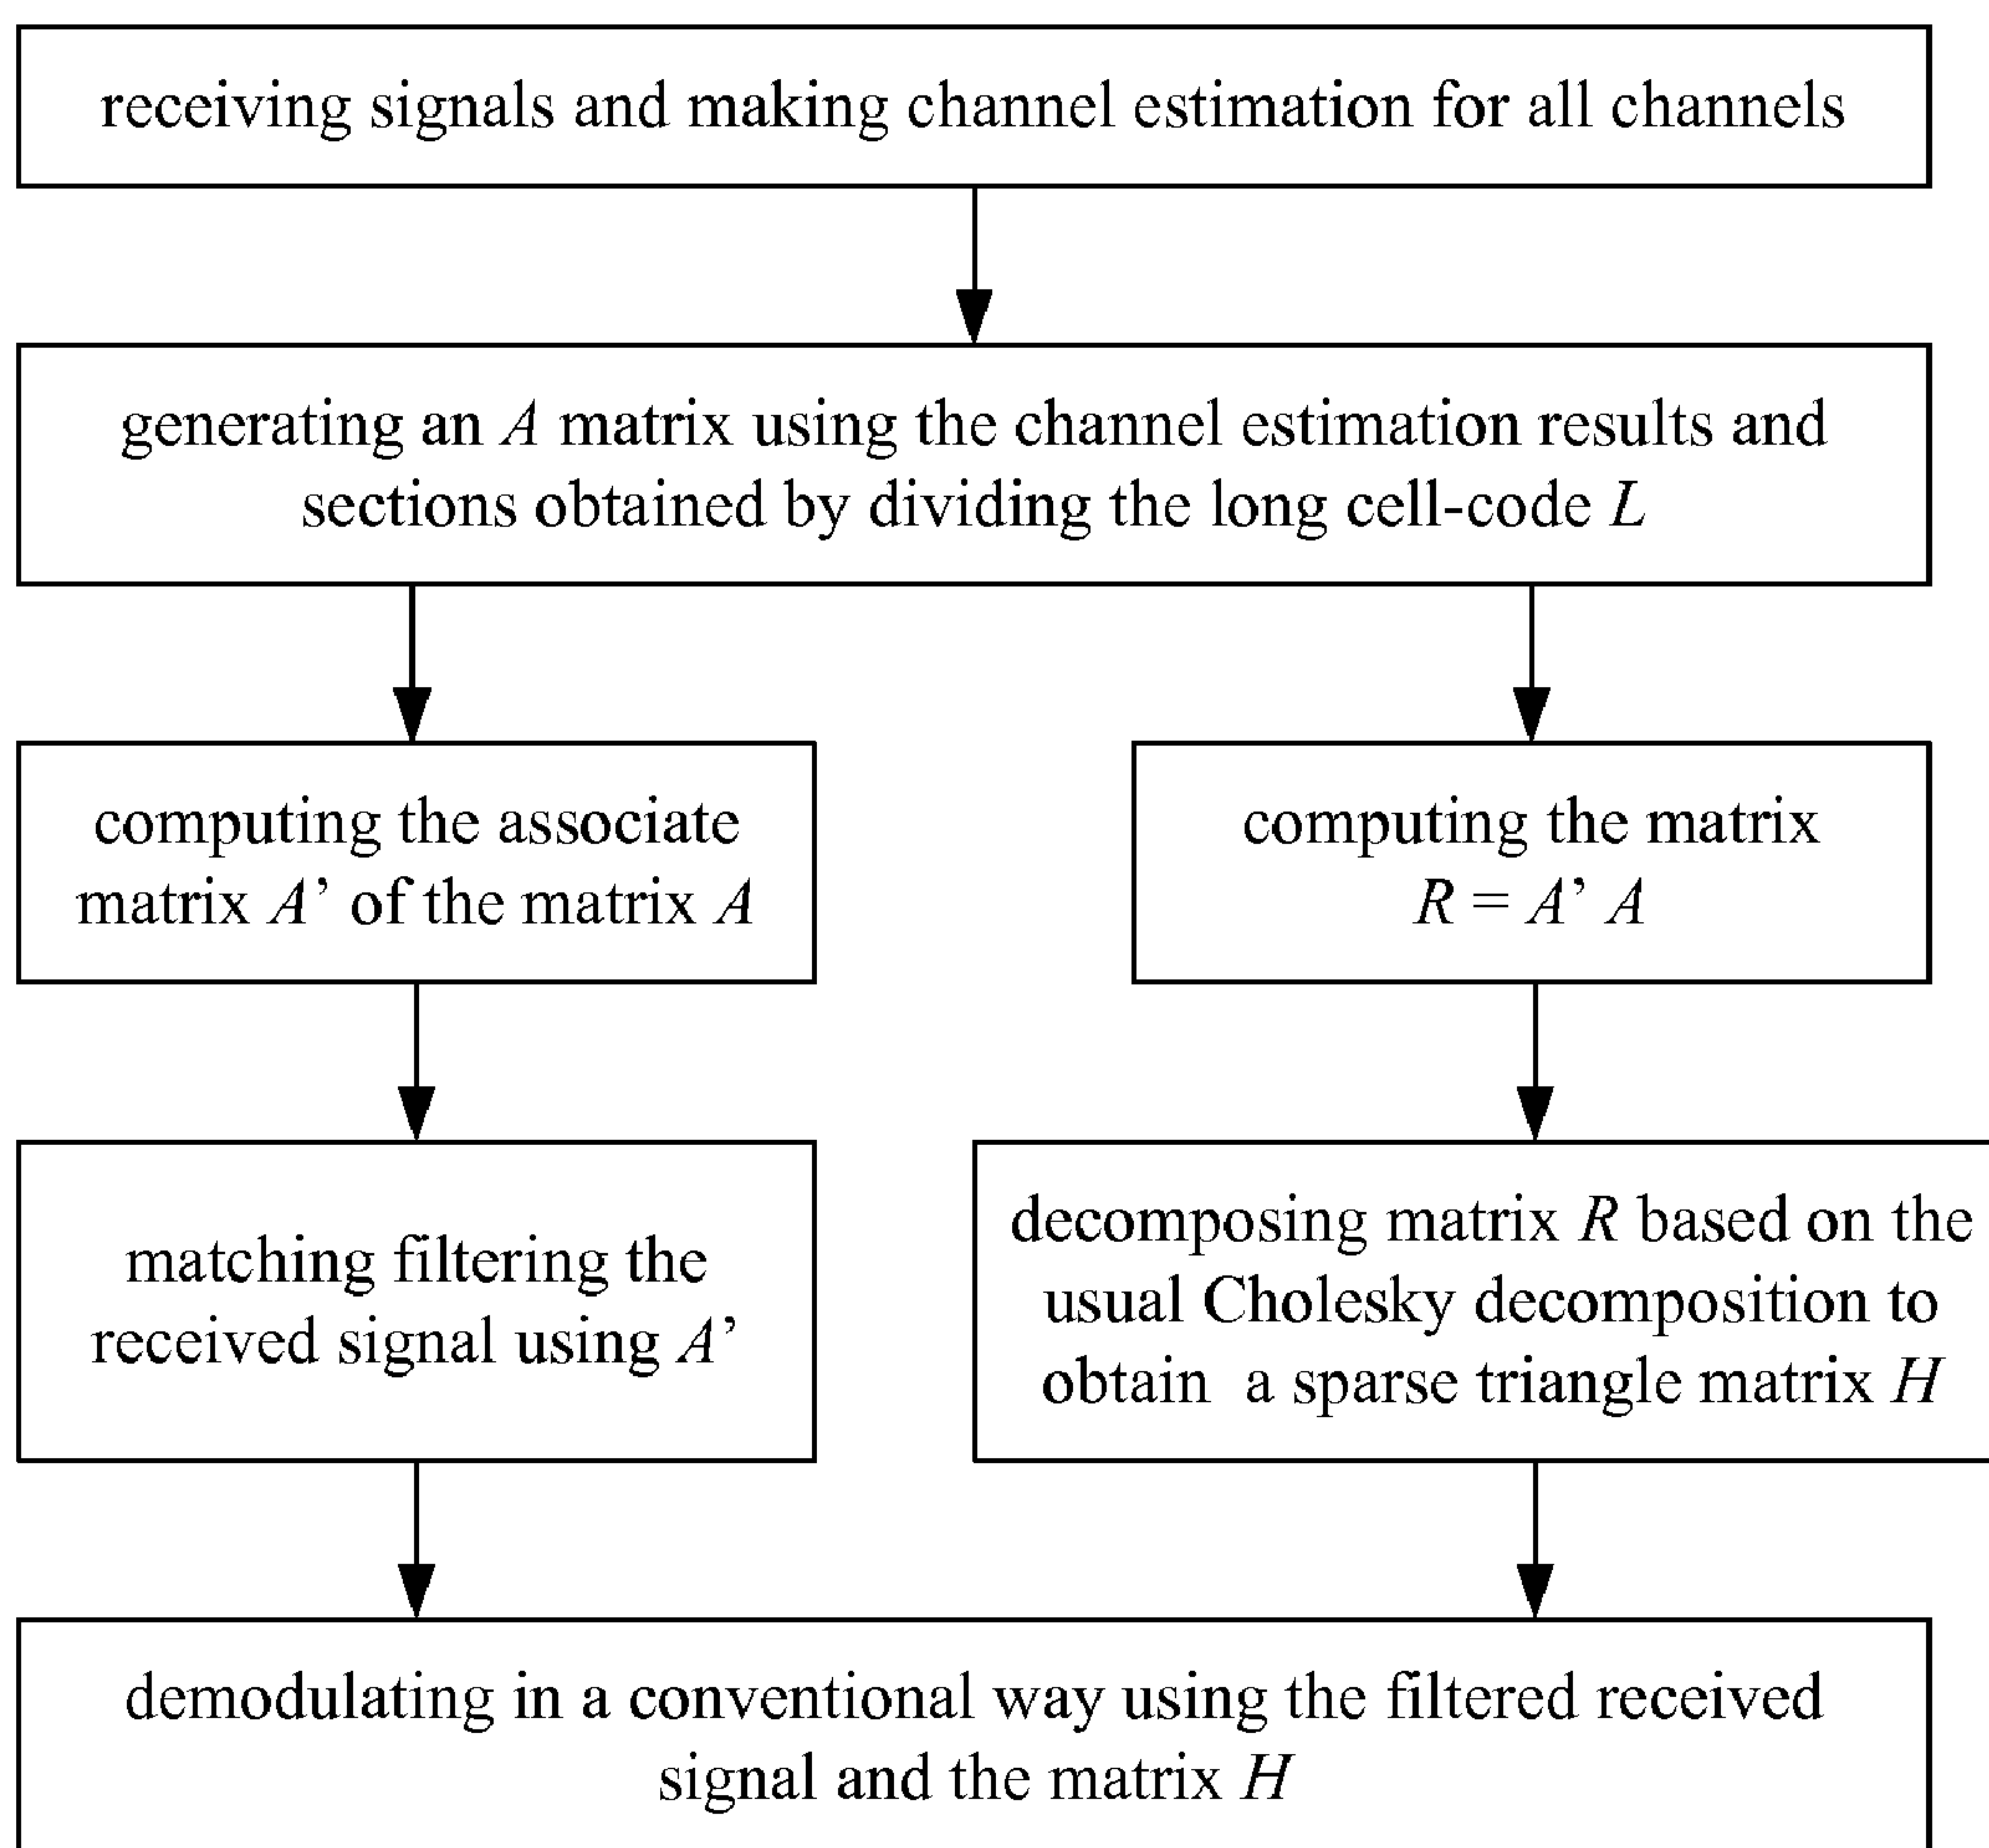 receiving signals and making channel estimation for all channels
generating an A matrix using the channel estimation results and
sections obtained by dividing the long cell-code L
computing the associate
matrix A’ of the matrix A
computing the matrix
R = A’ A
matching filtering the
received signal using A’
decomposing matrix R based on the
usual Cholesky decomposition to
obtain a sparse triangle matrix H
demodulating in a conventional way using the filtered received
signal and the matrix H